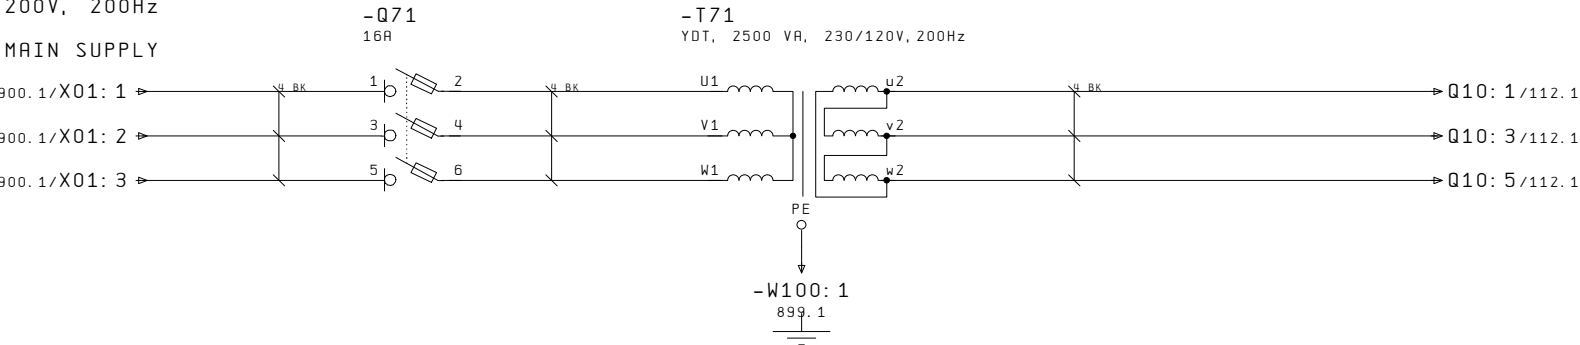 200V, 200Hz
-Q71
-T71
16A
YDT, 2500 VA, 230/120V, 200Hz
MAIN SUPPLY
900.1/X01:1
4 BK
1
2
4 BK
U1
u2
4 BK
Q10:1/112.1
900.1/X01:2
3
4
V1
v2
Q10:3/112.1
900.1/X01:3
5
6
W1
w2
Q10:5/112.1
PE
-W100:1
899.1